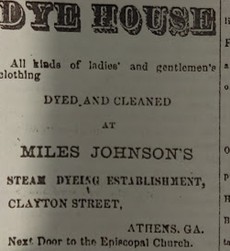 DYE HOUSE
All kinds of ladies' and gentlemen's
clothing
DYED AND CLEANED
AT
MILES JOHNSON'S
STEAM DYEING ESTABLISHMENT,
CLAYTON STREET,
ATHENS. GA.
Next Door to the Episcopal Church.